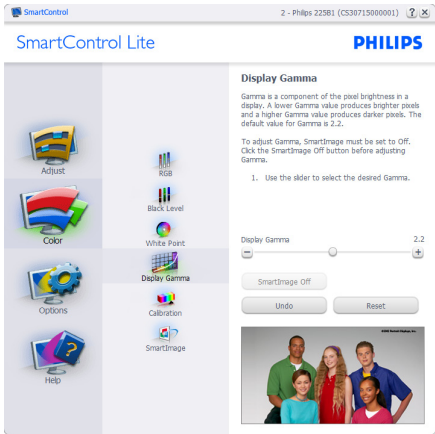 SmartControl
2 - Philips 225B1 (CS30715000001)
SmartControl Lite
PHILIPS
Adjust
Color
Options
Help
RGB
Black Level
White Point
Display Gamma
Calibration
SmartImage
Display Gamma
Gamma is a component of the pixel brightness in a
display. A lower Gamma value produces brighter pixels
and a higher Gamma value produces darker pixels. The
default value for Gamma is 2.2.
To adjust Gamma, SmartImage must be set to Off.
Click the SmartImage Off button before adjusting
Gamma.
1. Use the slider to select the desired Gamma.
Display Gamma
2.2
SmartImage Off
Undo
Reset